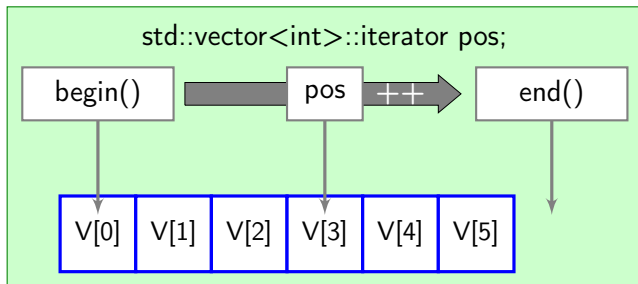 std::vector<int>::iterator pos;
begin() pos ++ end()
V[0] V[1] V[2] V[3] V[4] V[5]